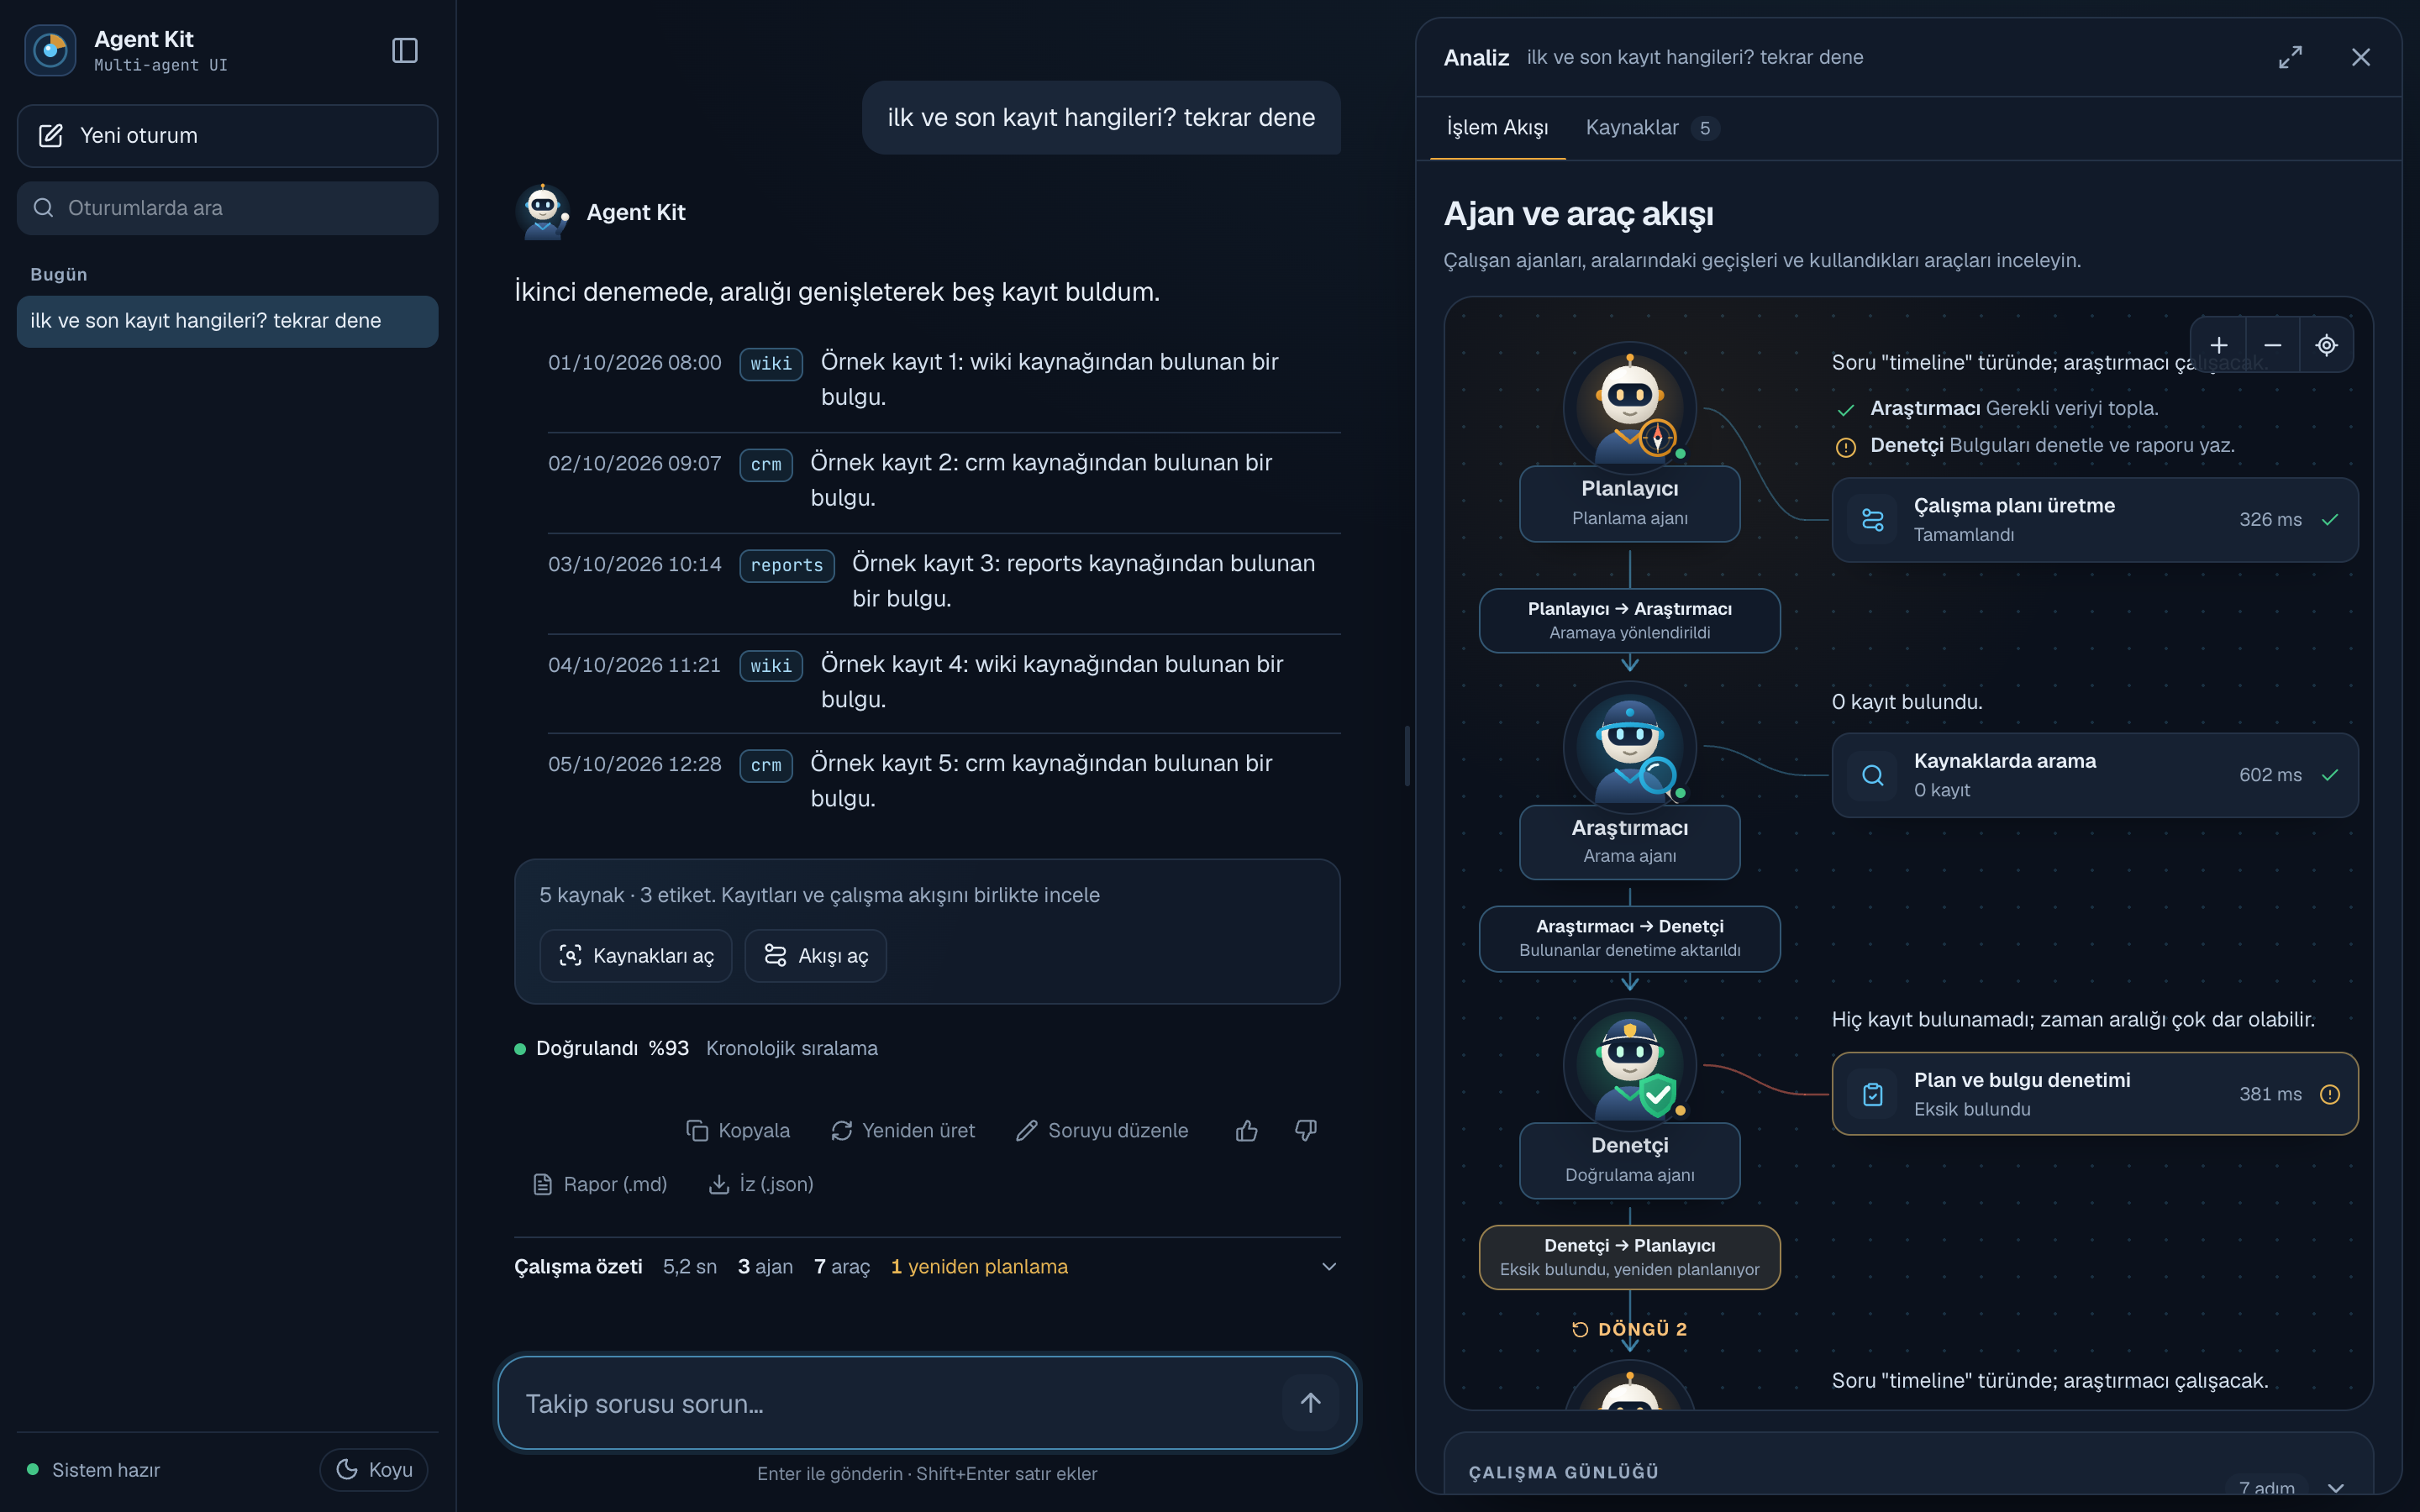 Agent Kit
Multi-agent UI
Yeni oturum
Oturumlarda ara
Bugün
ilk ve son kayıt hangileri? tekrar dene
Sistem hazır
Koyu
ilk ve son kayıt hangileri? tekrar dene
Agent Kit
İkinci denemede, aralığı genişleterek beş kayıt buldum.
01/10/2026 08:00 wiki Örnek kayıt 1: wiki kaynağından bulunan bir
bulgu.
02/10/2026 09:07 crm Örnek kayıt 2: crm kaynağından bulunan bir
bulgu.
03/10/2026 10:14 reports Örnek kayıt 3: reports kaynağından bulunan
bir bulgu.
04/10/2026 11:21 wiki Örnek kayıt 4: wiki kaynağından bulunan bir
bulgu.
05/10/2026 12:28 crm Örnek kayıt 5: crm kaynağından bulunan bir
bulgu.
5 kaynak · 3 etiket. Kayıtları ve çalışma akışını birlikte incele
Kaynakları aç Akışı aç
Doğrulandı %93 Kronolojik sıralama
Kopyala Yeniden üret Soruyu düzenle
Rapor (.md) İz (.json)
Çalışma özeti 5,2 sn 3 ajan 7 araç 1 yeniden planlama
Takip sorusu sorun...
Enter ile gönderin · Shift+Enter satır ekler
Analiz ilk ve son kayıt hangileri? tekrar dene
İşlem Akışı Kaynaklar 5
Ajan ve araç akışı
Çalışan ajanları, aralarındaki geçişleri ve kullandıkları araçları inceleyin.
Soru "timeline" türünde; araştırmacı çalışacak.
Araştırmacı Gerekli veriyi topla.
Denetçi Bulguları denetle ve raporu yaz.
Planlayıcı
Planlama ajanı
Çalışma planı üretme
Tamamlandı
326 ms
Planlayıcı → Araştırmacı
Aramaya yönlendirildi
0 kayıt bulundu.
Kaynaklarda arama
0 kayıt
602 ms
Araştırmacı
Arama ajanı
Araştırmacı → Denetçi
Bulunanlar denetime aktarıldı
Hiç kayıt bulunamadı; zaman aralığı çok dar olabilir.
Plan ve bulgu denetimi
Eksik bulundu
381 ms
Denetçi
Doğrulama ajanı
Denetçi → Planlayıcı
Eksik bulundu, yeniden planlanıyor
DÖNGÜ 2
Soru "timeline" türünde; araştırmacı çalışacak.
ÇALIŞMA GÜNLÜĞÜ
7 adım